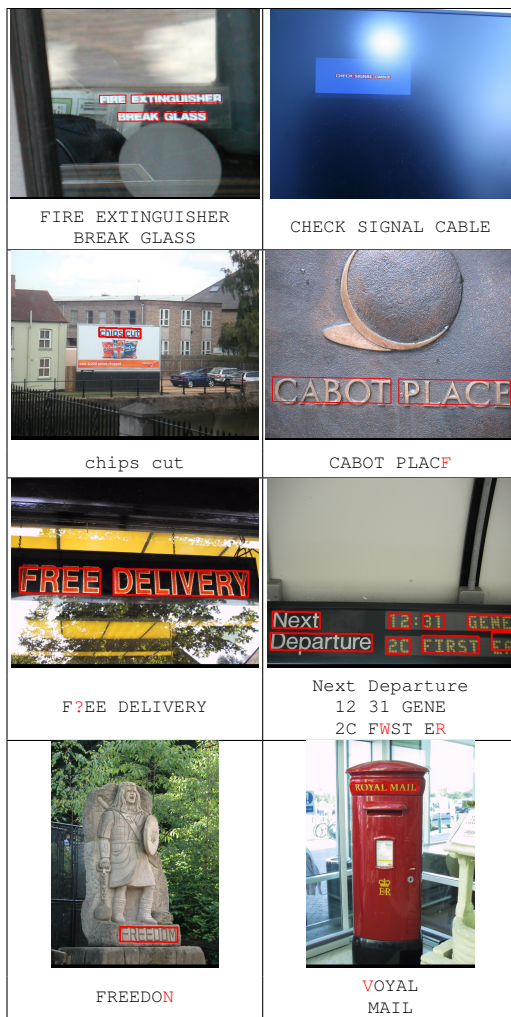 FIRE EXTINGUISHER
BREAK GLASS
CHECK SIGNAL CABLE
FIRE EXTINGUISHER
BREAK GLASS
CHECK SIGNAL CABLE
chips cut
CABOT PLACE
chips cut
CABOT PLACF
FREE DELIVERY
Next 12:31 GENE
Departure 2C FIRST
F?EE DELIVERY
Next Departure
12 31 GENE
2C FWST ER
FREEDOM
ROYAL MAIL
ER
FREEDON
VOYAL
MAIL